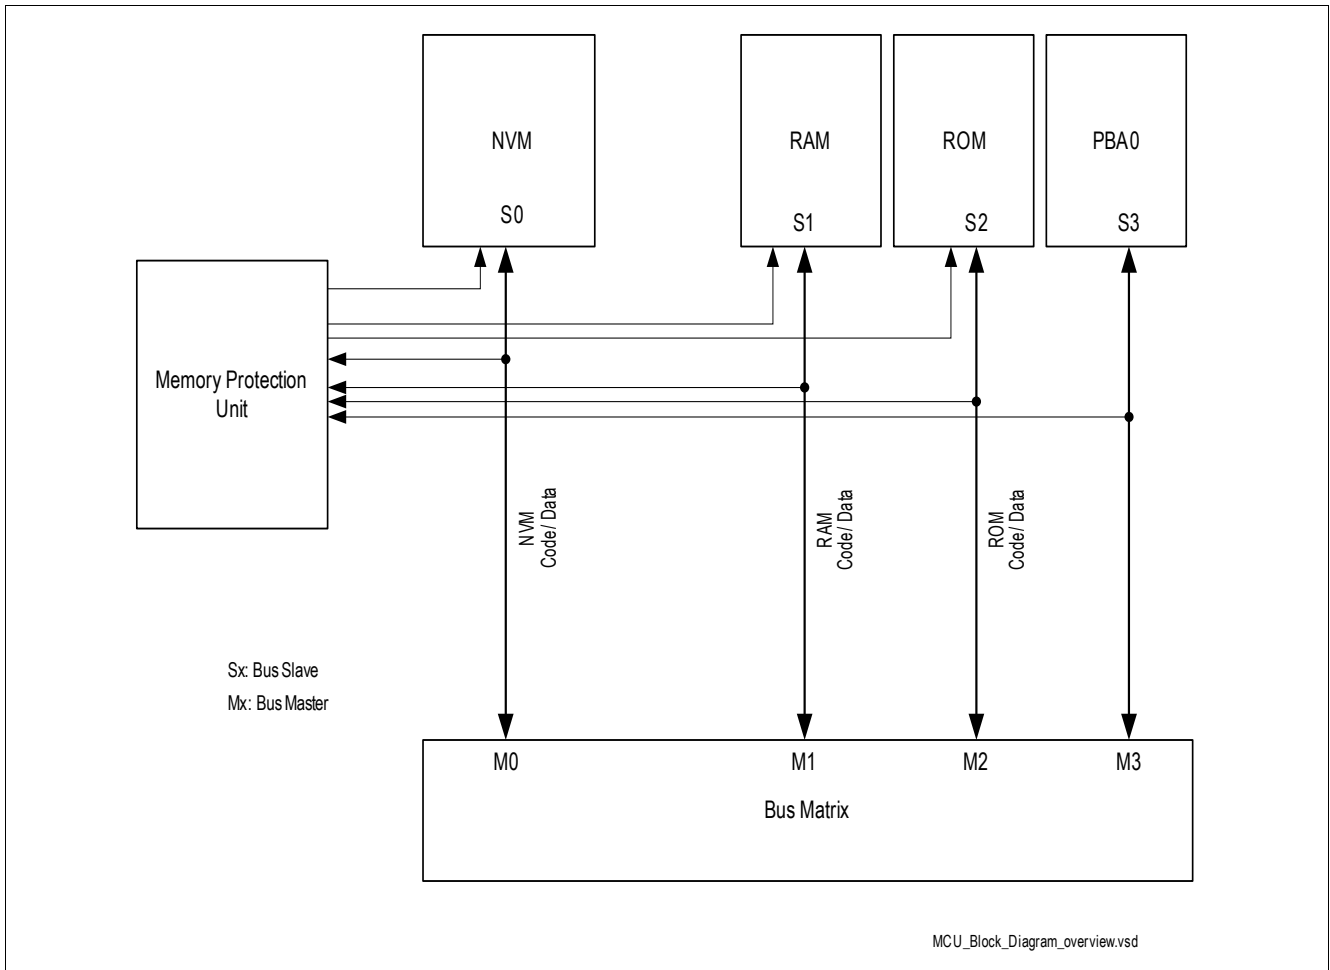 NVM
RAM
ROM
PBA0
S0
S1
S2
S3
Memory Protection
Unit
NVM
Code/ Data
RAM
Code/ Data
ROM
Code/ Data
Sx: Bus Slave
Mx: Bus Master
M0
M1
M2
M3
Bus Matrix
MCU_Block_Diagram_overview.vsd